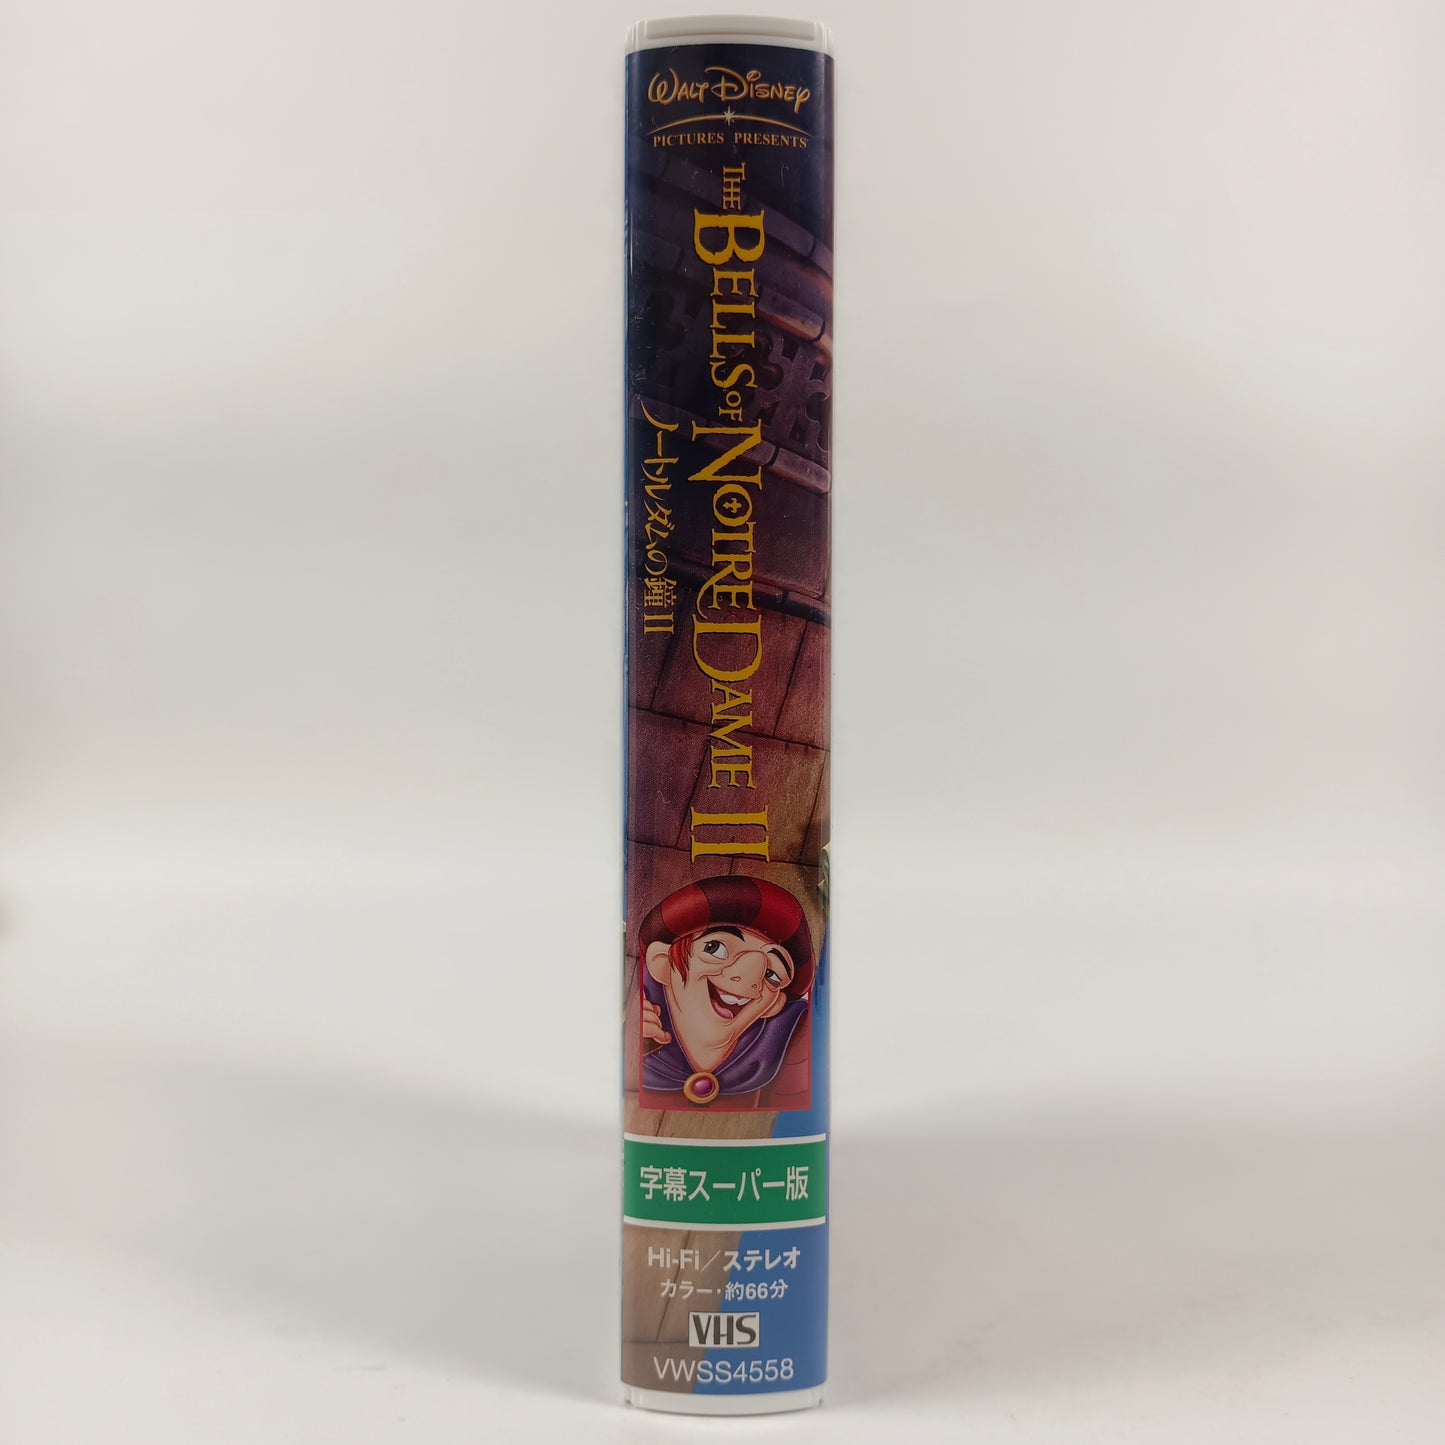 WALT DISNEY
PICTURES PRESENTS
THE BELLS OF NOTRE DAME II
ノートルダムの鐘II
字幕スーパー版
Hi-Fi／ステレオ
カラー・約66分
VHS
VWSS4558